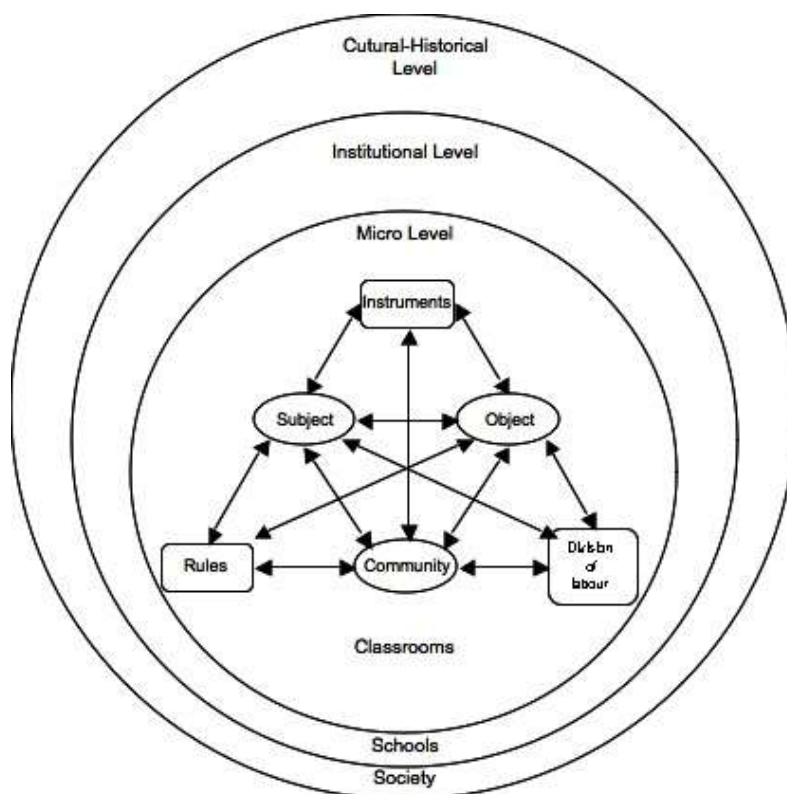 Cutural-Historical
Level
Institutional Level
Micro Level
Instruments
Subject
Object
Rules
Community
Division
of
labour
Classrooms
Schools
Society